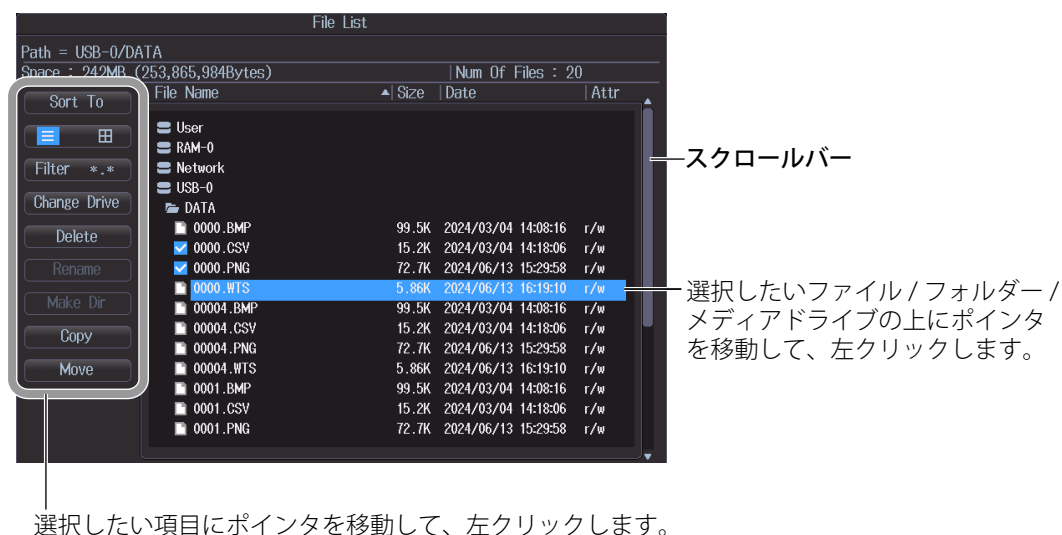 File List
Path = USB-0/DATA
Space : 242MB (253,865,984Bytes) |Num Of Files : 20
File Name ▲|Size |Date |Attr
Sort To
Filter *.*
Change Drive
Delete
Rename
Make Dir
Copy
Move
User
RAM-0
Network
USB-0
DATA
0000.BMP 99.5K 2024/03/04 14:08:16 r/w
0000.CSV 15.2K 2024/03/04 14:18:06 r/w
0000.PNG 72.7K 2024/06/13 15:29:58 r/w
0000.WTS 5.86K 2024/06/13 16:19:10 r/w
00004.BMP 99.5K 2024/03/04 14:08:16 r/w
00004.CSV 15.2K 2024/03/04 14:18:06 r/w
00004.PNG 72.7K 2024/06/13 15:29:58 r/w
00004.WTS 5.86K 2024/06/13 16:19:10 r/w
0001.BMP 99.5K 2024/03/04 14:08:16 r/w
0001.CSV 15.2K 2024/03/04 14:18:06 r/w
0001.PNG 72.7K 2024/06/13 15:29:58 r/w
スクロールバー
選択したいファイル / フォルダー /
メディアドライブの上にポインタ
を移動して、左クリックします。
選択したい項目にポインタを移動して、左クリックします。